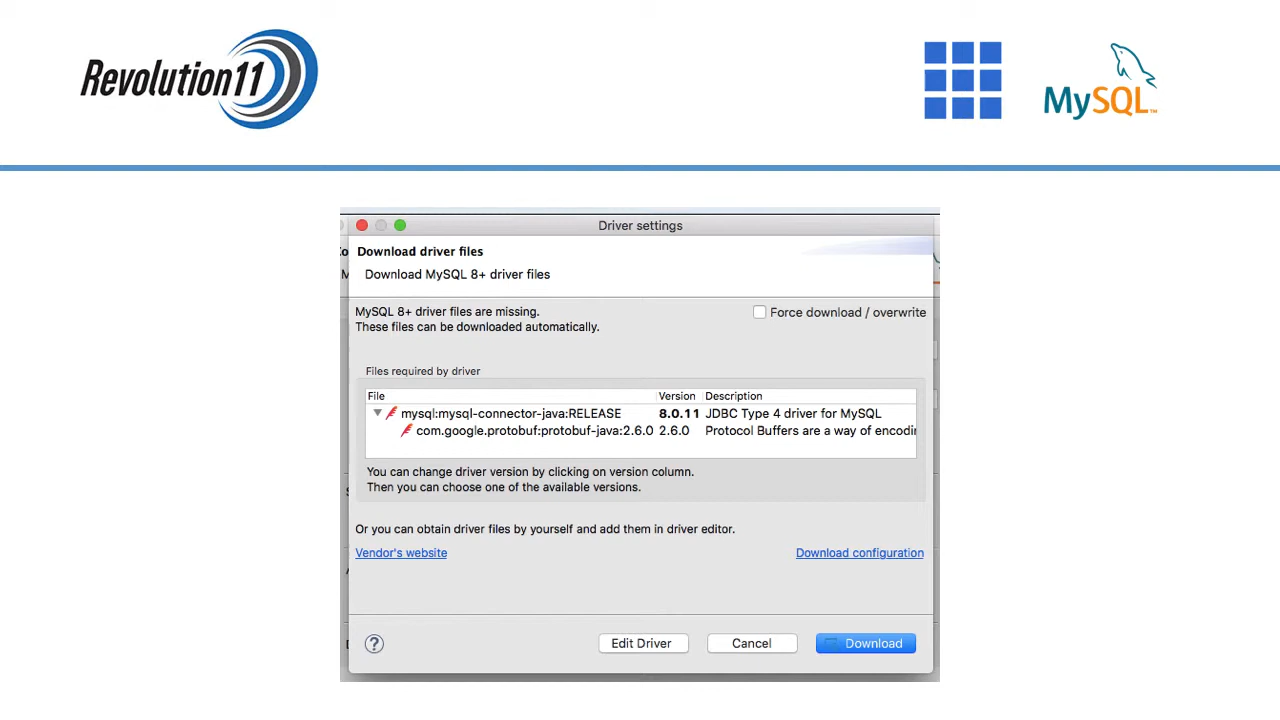 Revolution11
MySQL™
Driver settings
Download driver files
Download MySQL 8+ driver files
MySQL 8+ driver files are missing.
These files can be downloaded automatically.
Force download / overwrite
Files required by driver
File Version Description
mysql:mysql-connector-java:RELEASE 8.0.11 JDBC Type 4 driver for MySQL
com.google.protobuf:protobuf-java:2.6.0 2.6.0 Protocol Buffers are a way of encodin
You can change driver version by clicking on version column.
Then you can choose one of the available versions.
Or you can obtain driver files by yourself and add them in driver editor.
Vendor's website Download configuration
? Edit Driver Cancel Download